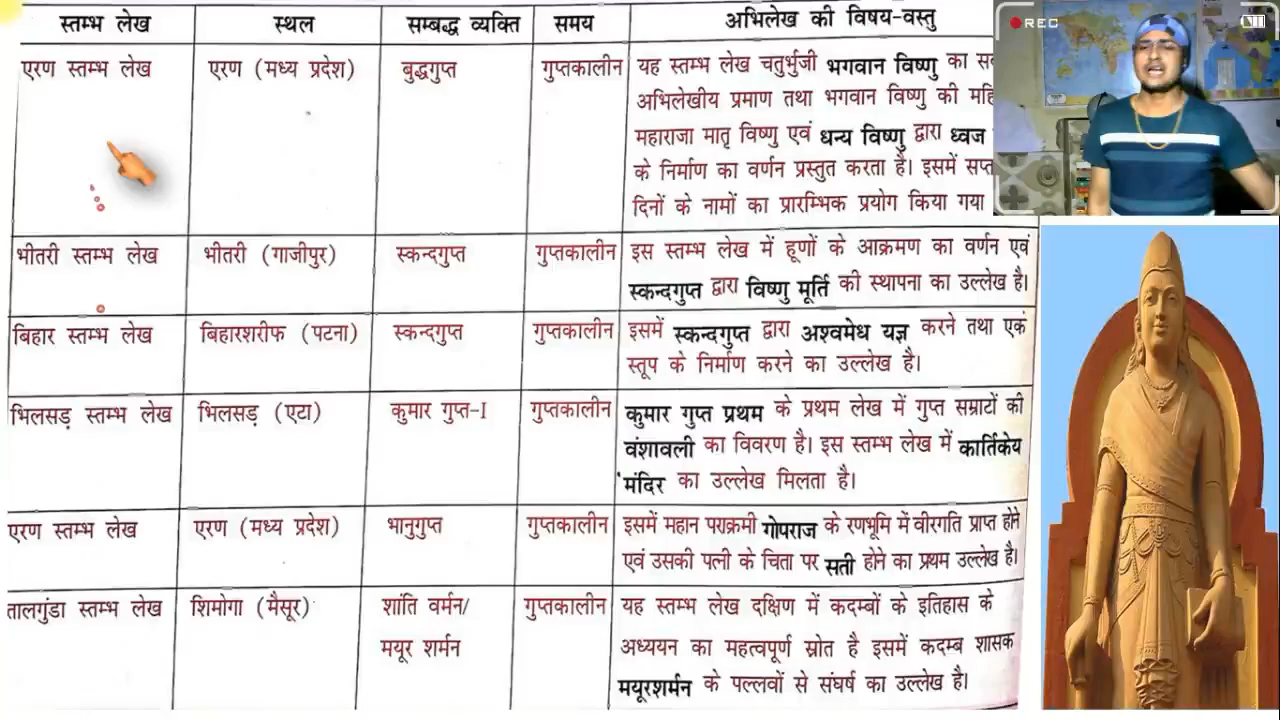 स्तम्भ लेख स्थल सम्बद्ध व्यक्ति समय अभिलेख की विषय-वस्तु
एरण स्तम्भ लेख एरण (मध्य प्रदेश) बुद्धगुप्त गुप्तकालीन यह स्तम्भ लेख चतुर्भुजी भगवान विष्णु का
अभिलेखीय प्रमाण तथा भगवान विष्णु की
महाराजा मातृ विष्णु एवं धन्य विष्णु द्वारा ध्वज
के निर्माण का वर्णन प्रस्तुत करता है। इसमें
दिनों के नामों का प्रारम्भिक प्रयोग किया गया
भीतरी स्तम्भ लेख भीतरी (गाजीपुर) स्कन्दगुप्त गुप्तकालीन इस स्तम्भ लेख में हूणों के आक्रमण का वर्णन एवं
स्कन्दगुप्त द्वारा विष्णु मूर्ति की स्थापना का उल्लेख है।
बिहार स्तम्भ लेख बिहारशरीफ (पटना) स्कन्दगुप्त गुप्तकालीन इसमें स्कन्दगुप्त द्वारा अश्वमेध यज्ञ करने तथा एक
स्तूप के निर्माण करने का उल्लेख है।
भिलसड़ स्तम्भ लेख भिलसड़ (एटा) कुमार गुप्त-I गुप्तकालीन कुमार गुप्त प्रथम के प्रथम लेख में गुप्त सम्राटों की
वंशावली का विवरण है। इस स्तम्भ लेख में कार्तिकेय
मंदिर का उल्लेख मिलता है।
एरण स्तम्भ लेख एरण (मध्य प्रदेश) भानुगुप्त गुप्तकालीन इसमें महान पराक्रमी गोपराज के रणभूमि में वीरगति प्राप्त होने
एवं उसकी पत्नी के चिता पर सती होने का प्रथम उल्लेख है।
तालगुंडा स्तम्भ लेख शिमोगा (मैसूर) शांति वर्मन/ गुप्तकालीन यह स्तम्भ लेख दक्षिण में कदम्बों के इतिहास के
मयूर शर्मन अध्ययन का महत्वपूर्ण स्रोत है इसमें कदम्ब शासक
मयूरशर्मन के पल्लवों से संघर्ष का उल्लेख है।
REC